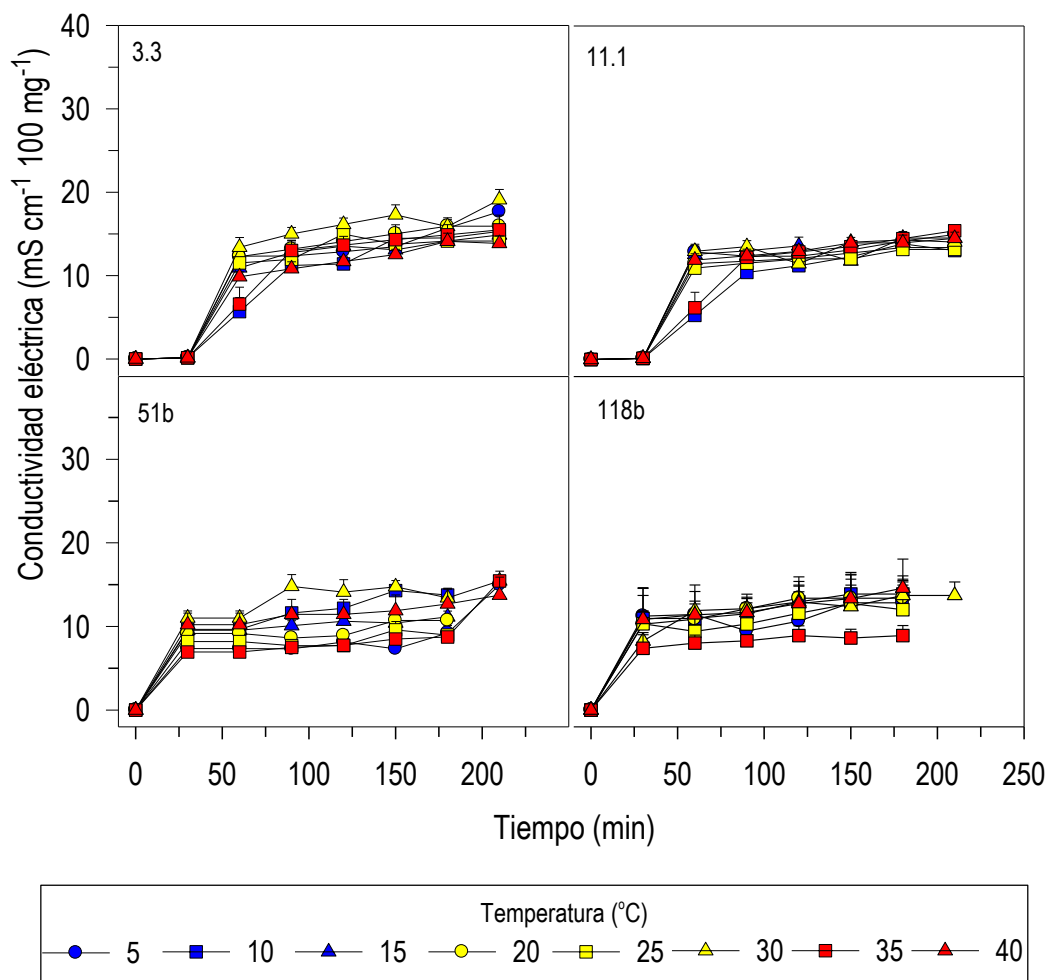 Conductividad eléctrica (mS cm⁻¹ 100 mg⁻¹)
40
30
20
10
0
3.3
11.1
30
20
10
0
51b
118b
0 50 100 150 200
0 50 100 150 200 250
Tiempo (min)
Temperatura (°C)
5 10 15 20 25 30 35 40